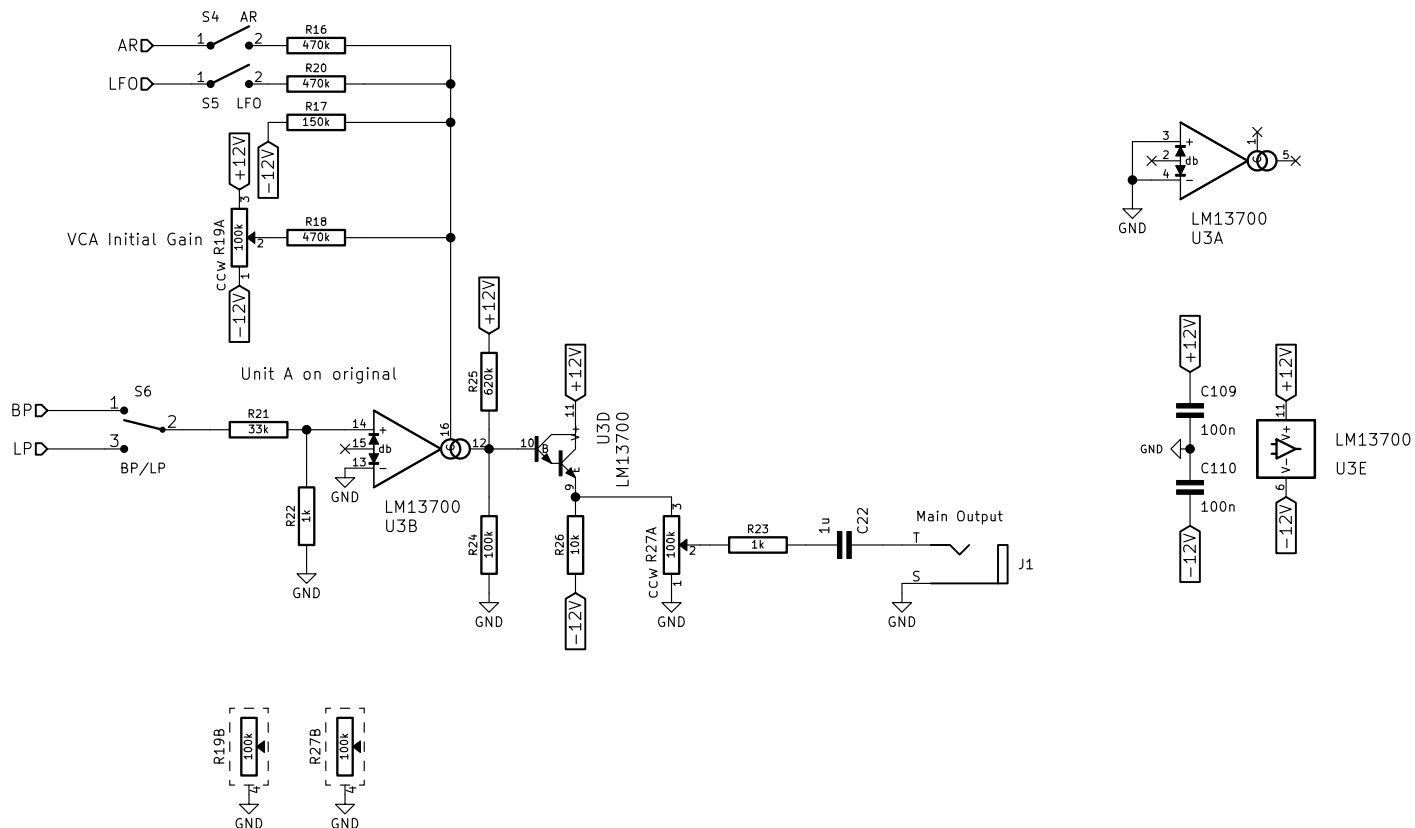 S4 AR
AR 1 2 R16 470k
LFO 1 2 R20 470k
S5 LFO
R17 150k
-12V
+12V
3
VCA Initial Gain
CCW R19A 100k 2
1
-12V
R18 470k
Unit A on original
S6
BP 1
2
LP 3
BP/LP
R21 33k
R22 1k
GND
14 +
15 db
13 -
GND
16
G
12
LM13700
U3B
+12V
R25 620k
R24 100k
GND
+12V
11
V+
10 B
E
9
U3D
LM13700
R26 10k
-12V
3
CCW R27A 100k 2
1
GND
R23 1k
1u C22
Main Output
T
S
J1
GND
3 +
2 db
4 -
1
G
5
GND
LM13700
U3A
+12V
C109
100n
GND
C110
100n
-12V
+12V
11
V+
V-
6
-12V
LM13700
U3E
R19B 100k
4
GND
R27B 100k
4
GND